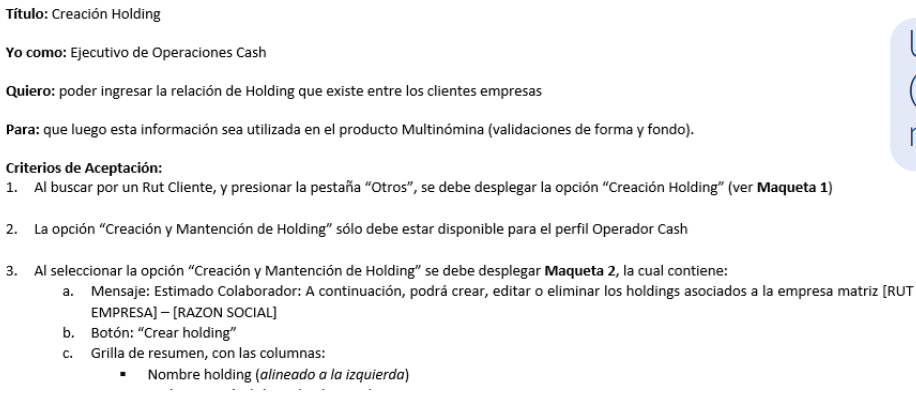 Título: Creación Holding
Yo como: Ejecutivo de Operaciones Cash
Quiero: poder ingresar la relación de Holding que existe entre los clientes empresas
Para: que luego esta información sea utilizada en el producto Multinómina (validaciones de forma y fondo).
Criterios de Aceptación:
1. Al buscar por un Rut Cliente, y presionar la pestaña “Otros”, se debe desplegar la opción “Creación Holding” (ver Maqueta 1)
2. La opción “Creación y Mantención de Holding” sólo debe estar disponible para el perfil Operador Cash
3. Al seleccionar la opción “Creación y Mantención de Holding” se debe desplegar Maqueta 2, la cual contiene:
a. Mensaje: Estimado Colaborador: A continuación, podrá crear, editar o eliminar los holdings asociados a la empresa matriz [RUT
EMPRESA] – [RAZON SOCIAL]
b. Botón: “Crear holding”
c. Grilla de resumen, con las columnas:
▪ Nombre holding (alineado a la izquierda)